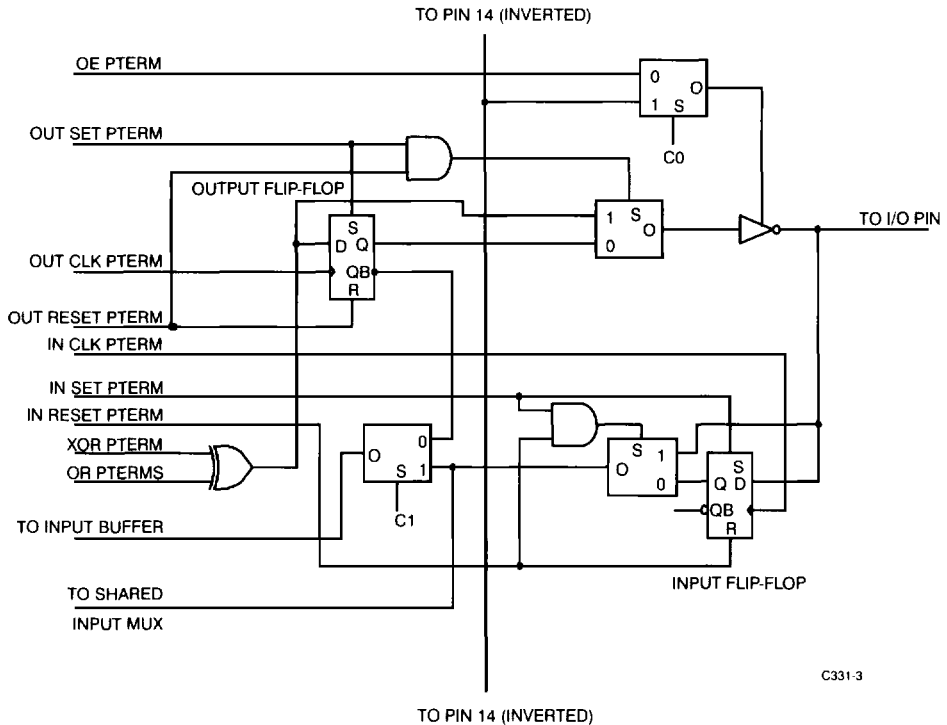 TO PIN 14 (INVERTED)
OE PTERM
0
O
1
S
C0
OUT SET PTERM
OUTPUT FLIP-FLOP
S
D Q
QB
R
1 S
O
0
TO I/O PIN
OUT CLK PTERM
OUT RESET PTERM
IN CLK PTERM
IN SET PTERM
IN RESET PTERM
XOR PTERM
OR PTERMS
0
O
S 1
C1
S 1
O
0
S
Q D
QB
R
TO INPUT BUFFER
INPUT FLIP-FLOP
TO SHARED
INPUT MUX
C331-3
TO PIN 14 (INVERTED)